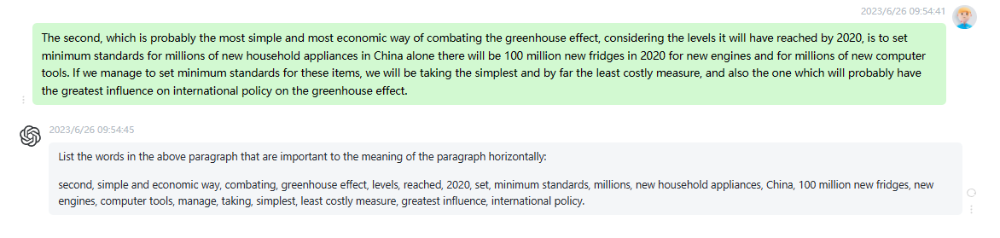 2023/6/26 09:54:41
The second, which is probably the most simple and most economic way of combating the greenhouse effect, considering the levels it will have reached by 2020, is to set
minimum standards for millions of new household appliances in China alone there will be 100 million new fridges in 2020 for new engines and for millions of new computer
tools. If we manage to set minimum standards for these items, we will be taking the simplest and by far the least costly measure, and also the one which will probably have
the greatest influence on international policy on the greenhouse effect.
2023/6/26 09:54:45
List the words in the above paragraph that are important to the meaning of the paragraph horizontally:
second, simple and economic way, combating, greenhouse effect, levels, reached, 2020, set, minimum standards, millions, new household appliances, China, 100 million new fridges, new
engines, computer tools, manage, taking, simplest, least costly measure, greatest influence, international policy.